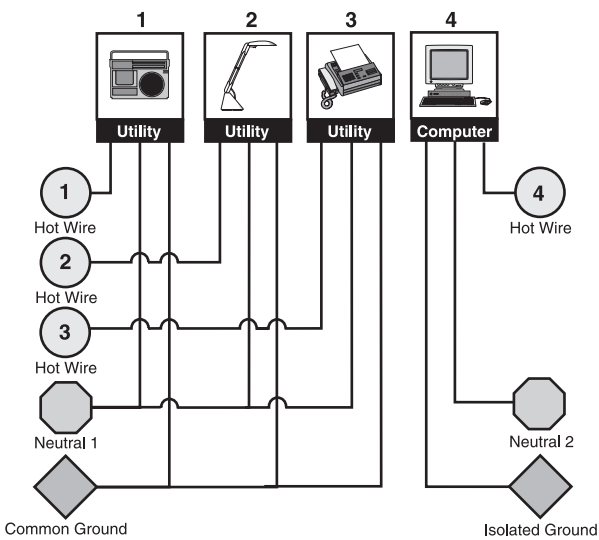 1 2 3 4
Utility Utility Utility Computer
1 4
Hot Wire Hot Wire
2
Hot Wire
3
Hot Wire
Neutral 1 Neutral 2
Common Ground Isolated Ground